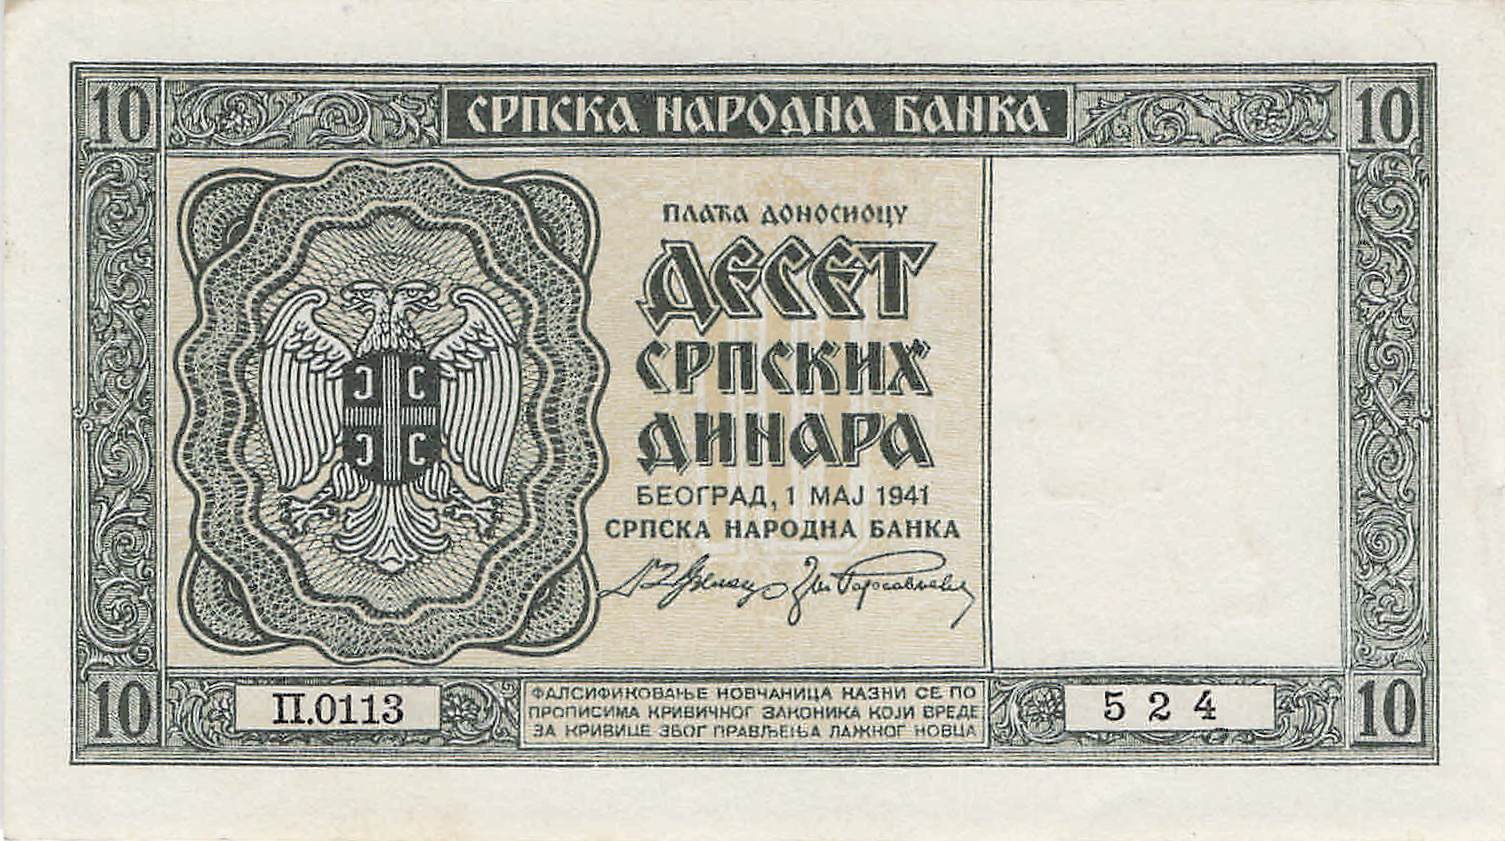 10 СРПСКА НАРОДНА БАНКА 10
ПЛАЋА ДОНОСИОЦУ
ДЕСЕТ
СРПСКИХ
ДИНАРА
БЕОГРАД, 1 МАЈ 1941
СРПСКА НАРОДНА БАНКА
Ɔ C
Ɔ C
10 П.0113
ФАЛСИФИКОВАЊЕ НОВЧАНИЦА КАЗНИ СЕ ПО
ПРОПИСИМА КРИВИЧНОГ ЗАКОНИКА КОЈИ ВРЕДЕ
ЗА КРИВИЦЕ ЗБОГ ПРАВЉЕЊА ЛАЖНОГ НОВЦА
524 10